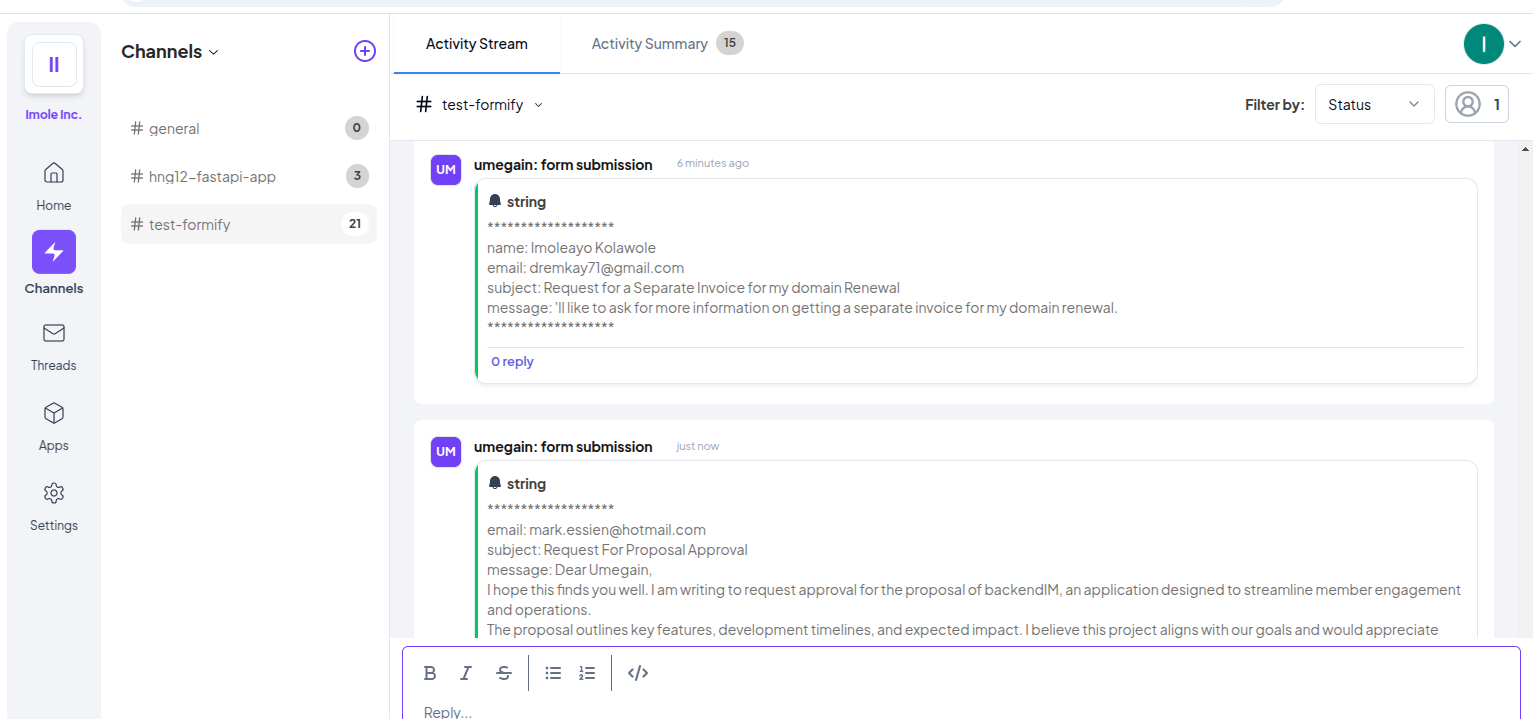 II
Imole Inc.
Home
Channels
Threads
Apps
Settings
Channels
# general 0
# hng12-fastapi-app 3
# test-formify 21
Activity Stream
Activity Summary 15
I
# test-formify
Filter by: Status 1
UM
umegain: form submission 6 minutes ago
string
*******************
name: Imoleayo Kolawole
email: dremkay71@gmail.com
subject: Request for a Separate Invoice for my domain Renewal
message: 'll like to ask for more information on getting a separate invoice for my domain renewal.
*******************
0 reply
UM
umegain: form submission just now
string
*******************
email: mark.essien@hotmail.com
subject: Request For Proposal Approval
message: Dear Umegain,
I hope this finds you well. I am writing to request approval for the proposal of backendIM, an application designed to streamline member engagement
and operations.
The proposal outlines key features, development timelines, and expected impact. I believe this project aligns with our goals and would appreciate
B I S </>
Reply...